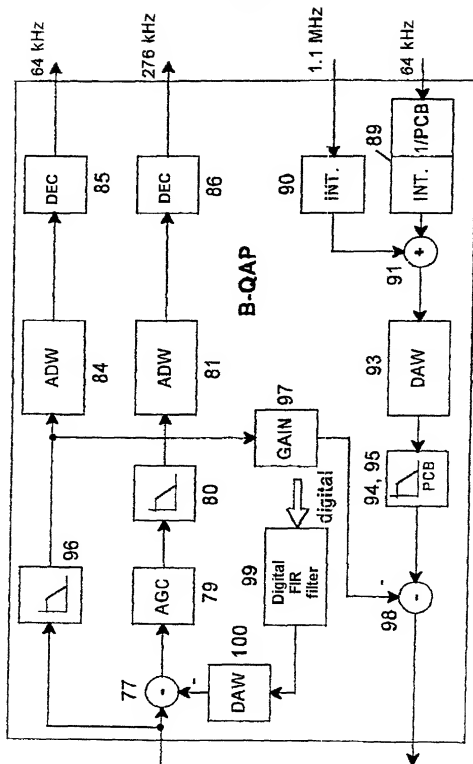 64 kHz
276 kHz
1.1 MHz
64 kHz
DEC
85
DEC
86
90
INT.
89
INT.
1/PCB
91
+
B-QAP
ADW
84
ADW
81
DAW
93
97
GAIN
80
94, 95
PCB
digital
96
AGC
79
99
Digital
FIR
filter
-
98
-
100
DAW
77
-
-